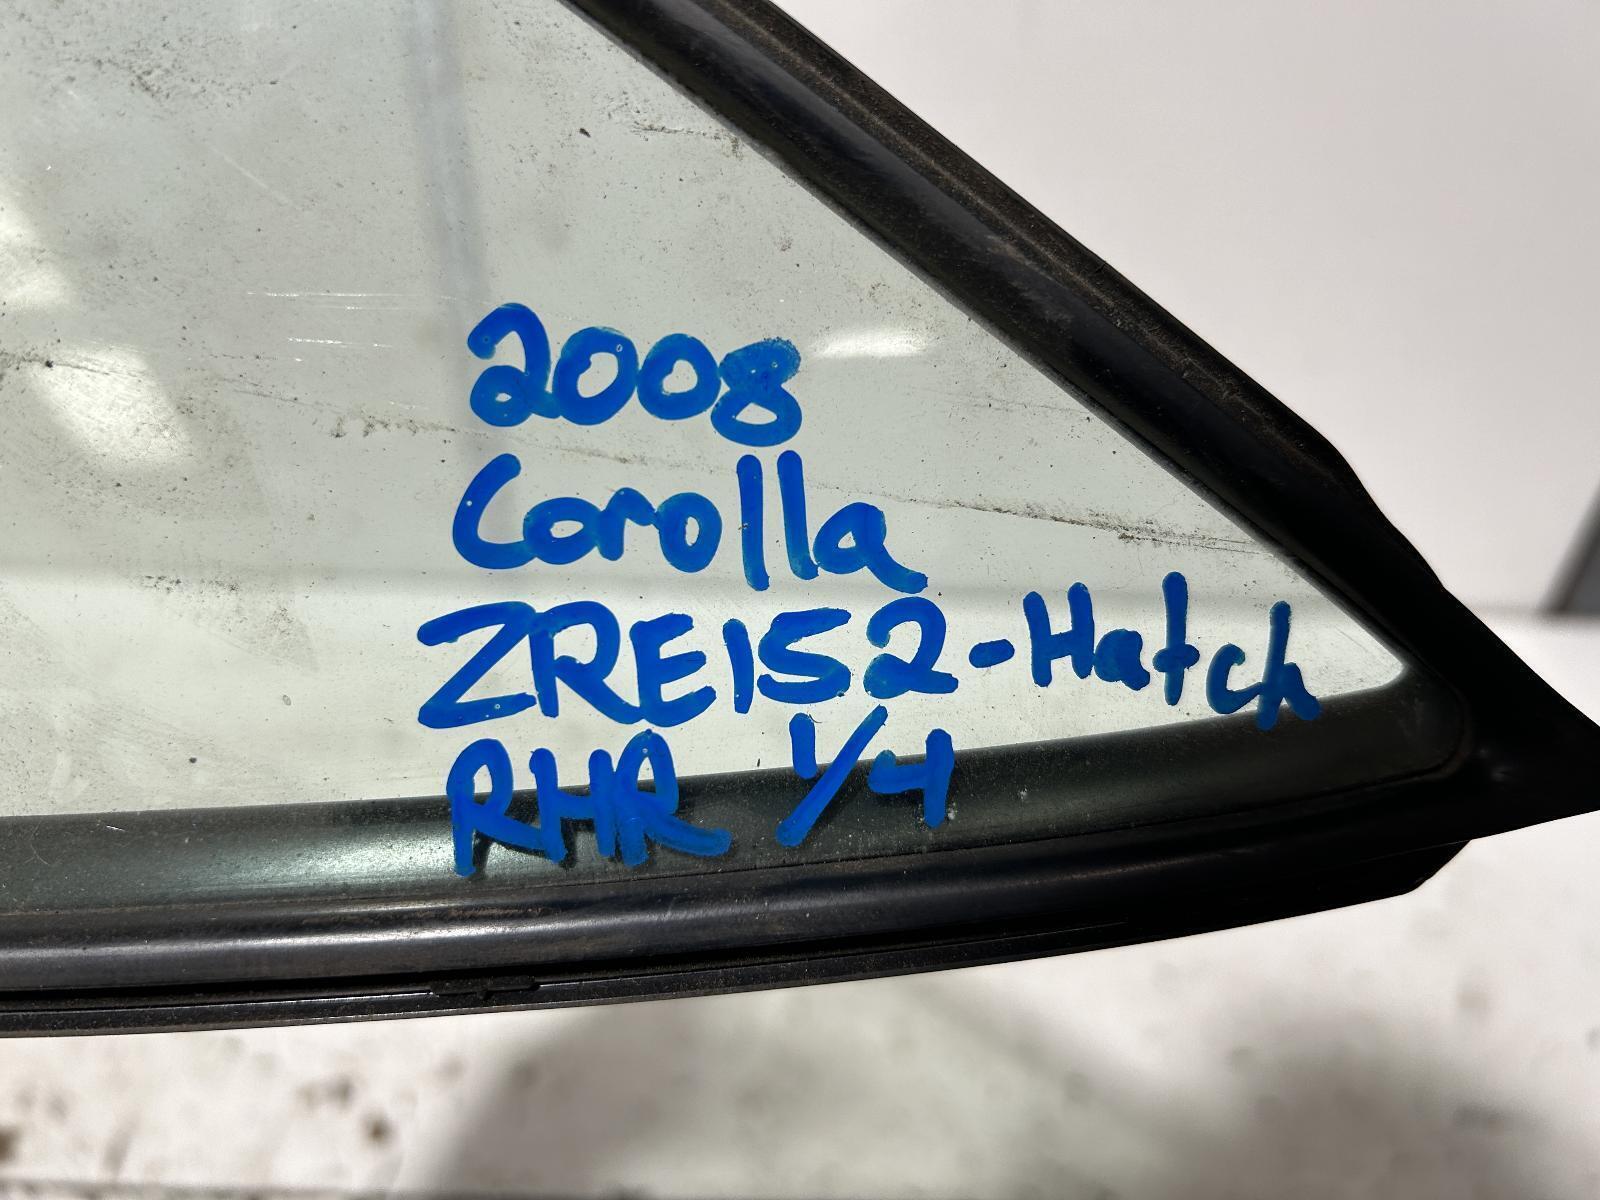 2008
Corolla
ZRE152-Hatch
RHR 1/4